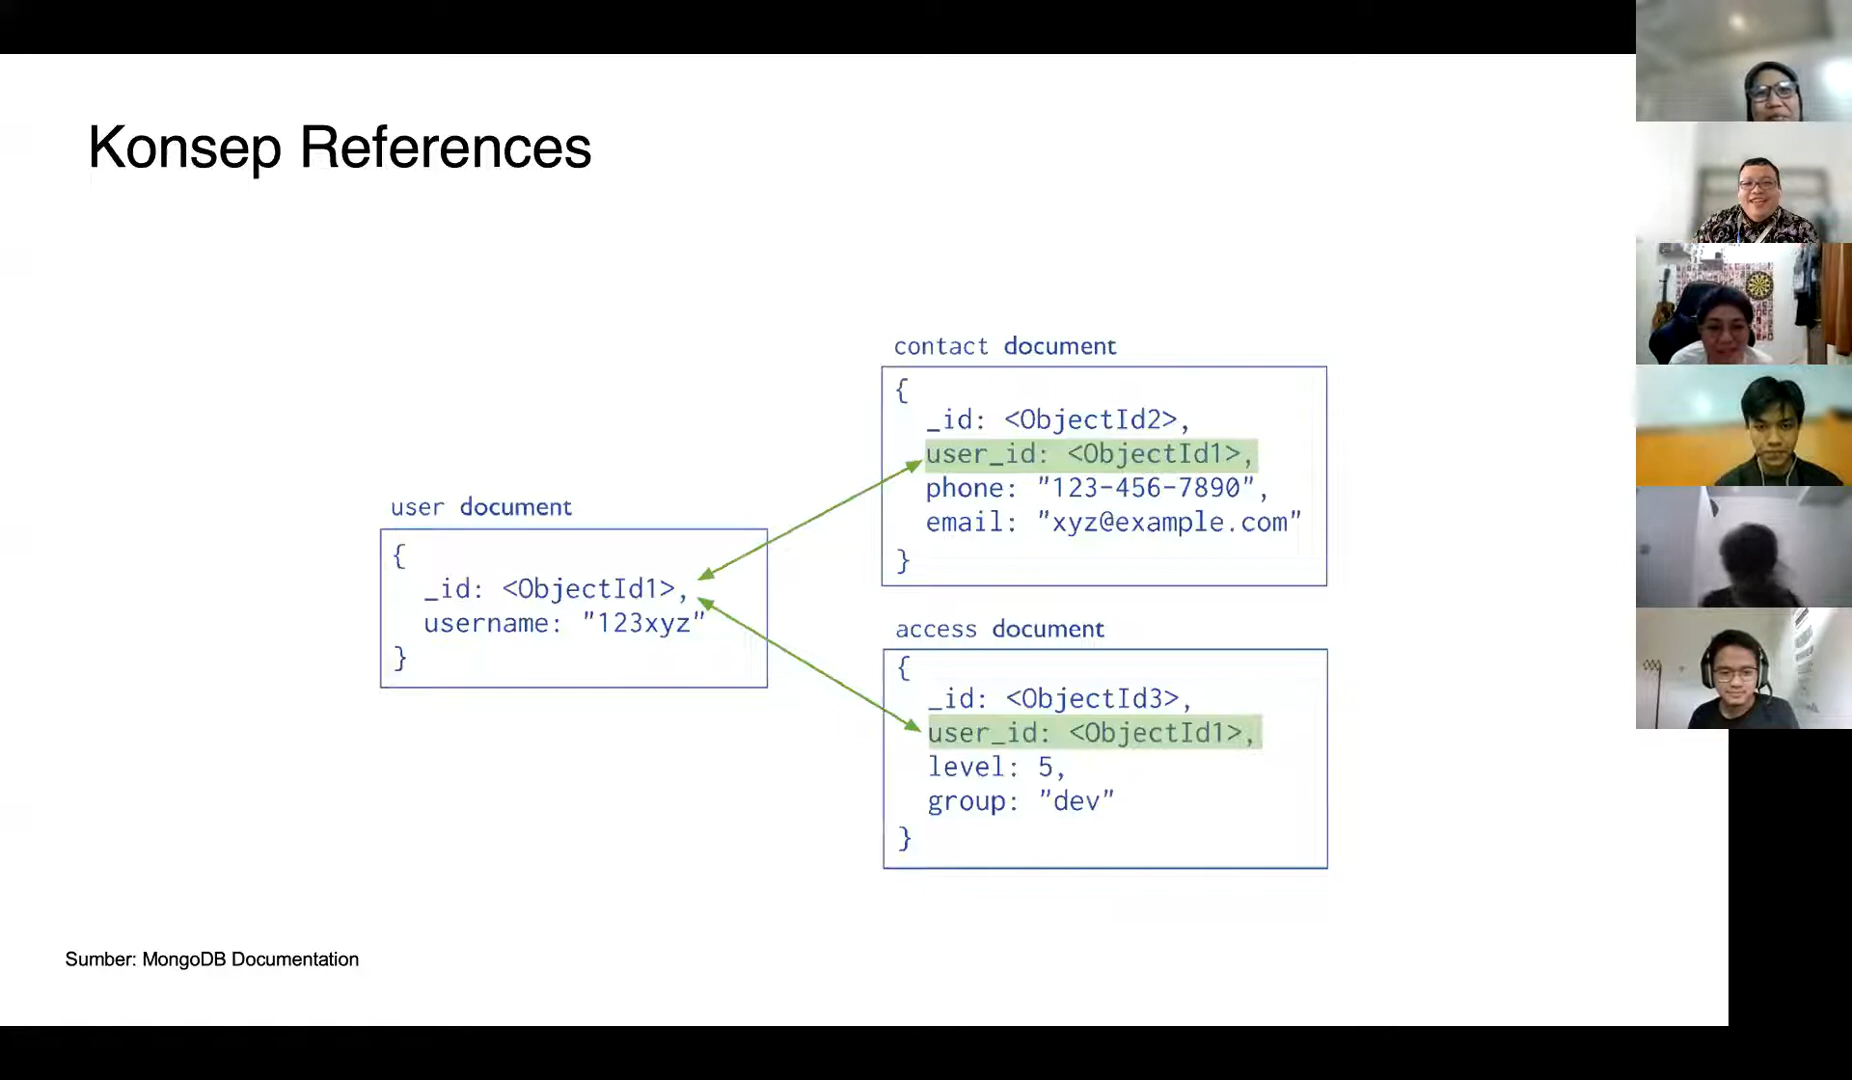 Konsep References
contact document
{
_id: <ObjectId2>,
user_id: <ObjectId1>,
phone: "123-456-7890",
email: "xyz@example.com"
}
user document
{
_id: <ObjectId1>,
username: "123xyz"
}
access document
{
_id: <ObjectId3>,
user_id: <ObjectId1>,
level: 5,
group: "dev"
}
Sumber: MongoDB Documentation